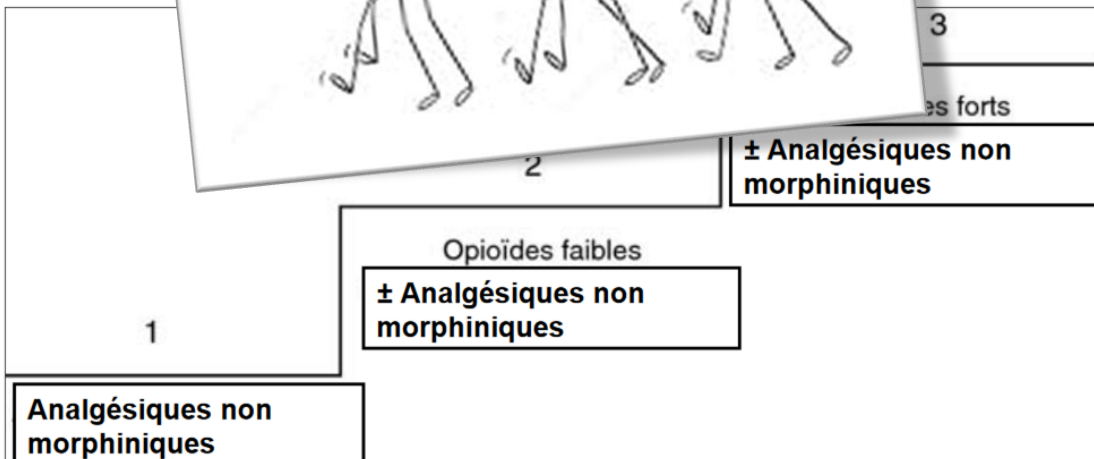 3
es forts
± Analgésiques non
morphiniques
2
Opioïdes faibles
± Analgésiques non
morphiniques
1
Analgésiques non
morphiniques